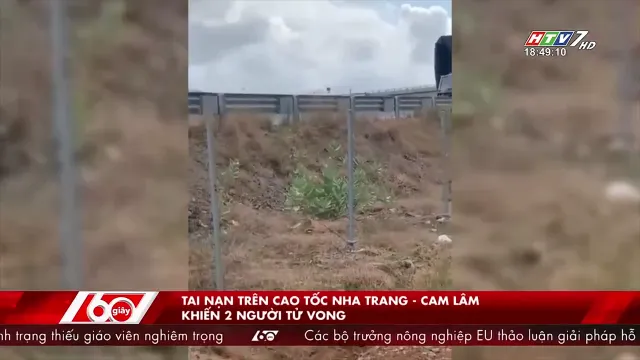 HTV7 HD
18:49:10
60 giây
TAI NẠN TRÊN CAO TỐC NHA TRANG - CAM LÂM
KHIẾN 2 NGƯỜI TỬ VONG
nh trạng thiếu giáo viên nghiêm trọng 60 giây Các bộ trưởng nông nghiệp EU thảo luận giải pháp hỗ